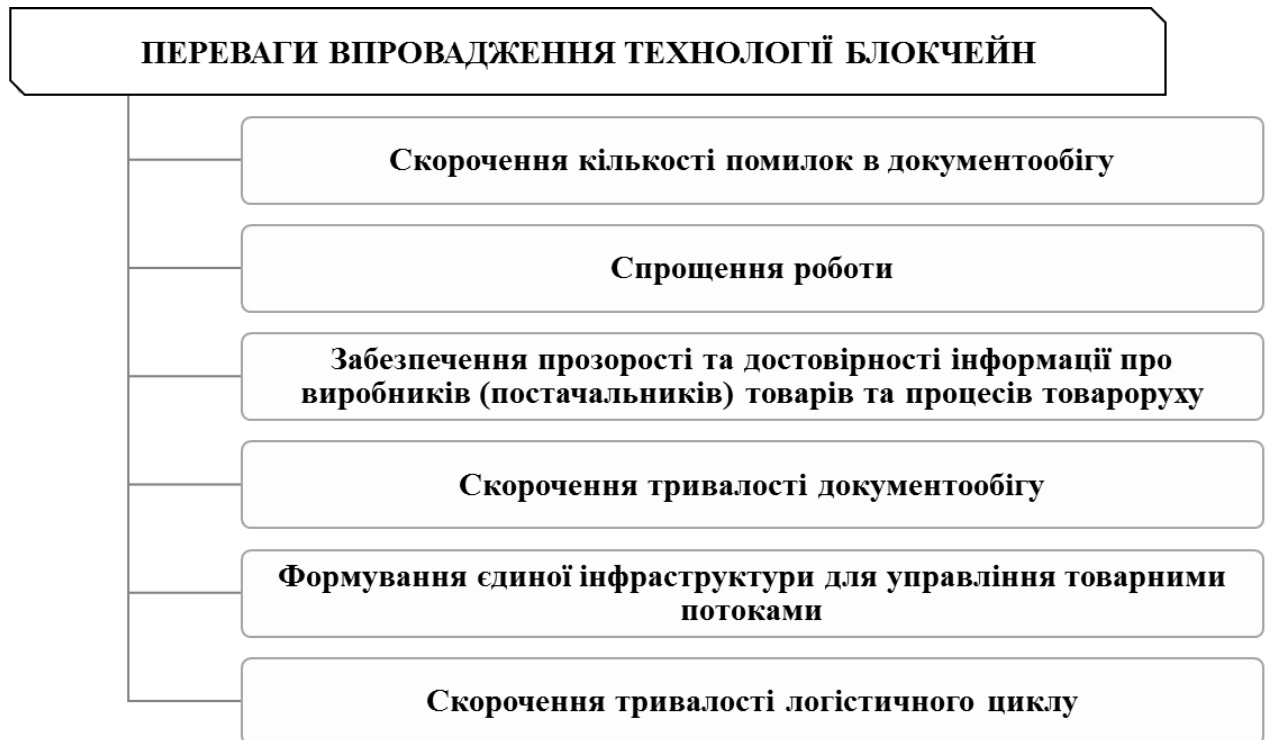 ПЕРЕВАГИ ВПРОВАДЖЕННЯ ТЕХНОЛОГІЇ БЛОКЧЕЙН
Скорочення кількості помилок в документообігу
Спрощення роботи
Забезпечення прозорості та достовірності інформації про
виробників (постачальників) товарів та процесів товароруху
Скорочення тривалості документообігу
Формування єдиної інфраструктури для управління товарними
потоками
Скорочення тривалості логістичного циклу